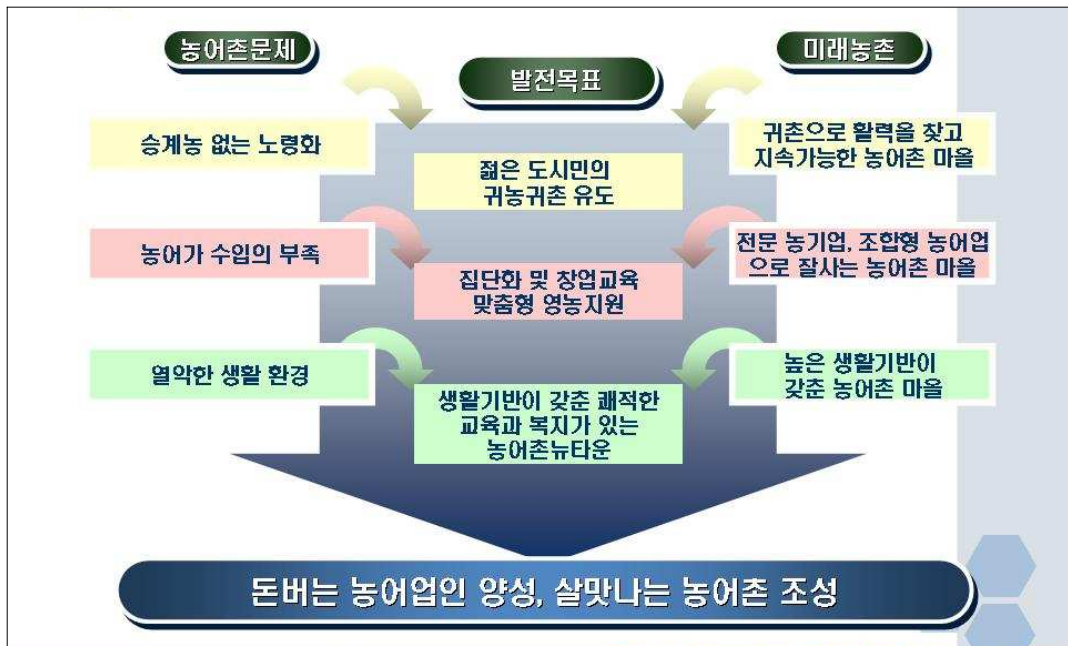 농어촌문제
발전목표
미래농촌
승계농 없는 노령화
젊은 도시민의
귀농귀촌 유도
귀촌으로 활력을 찾고
지속가능한 농어촌 마을
농어가 수입의 부족
집단화 및 창업교육
맞춤형 영농지원
전문 농기업, 조합형 농어업
으로 잘사는 농어촌 마을
열악한 생활 환경
생활기반이 갖춘 쾌적한
교육과 복지가 있는
농어촌뉴타운
높은 생활기반이
갖춘 농어촌 마을
돈버는 농어업인 양성, 살맛나는 농어촌 조성